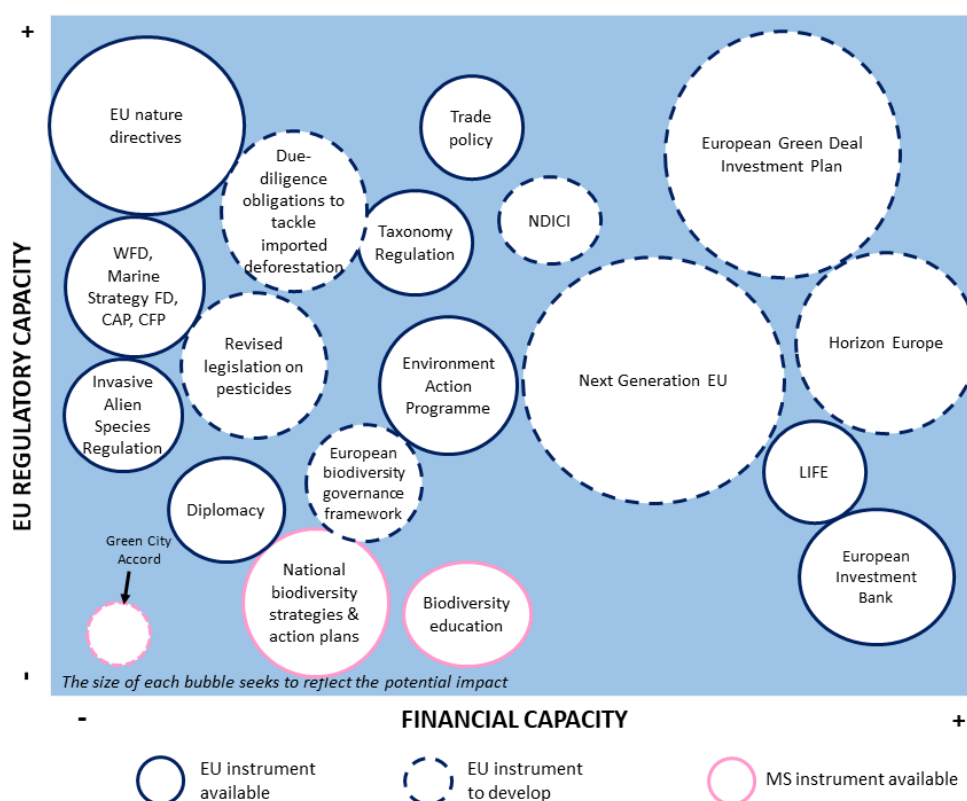 +
EU nature
directives
Trade
policy
European Green Deal
Investment Plan
Due-
diligence
obligations to
tackle
imported
deforestation
NDICI
Taxonomy
Regulation
WFD,
Marine
Strategy FD,
CAP, CFP
Revised
legislation on
pesticides
Horizon Europe
Environment
Action
Programme
Next Generation EU
Invasive
Alien
Species
Regulation
European
biodiversity
governance
framework
LIFE
Diplomacy
Green City
Accord
European
Investment
Bank
National
biodiversity
strategies &
action plans
Biodiversity
education
EU REGULATORY CAPACITY
-
The size of each bubble seeks to reflect the potential impact
-
FINANCIAL CAPACITY
+
EU instrument
available
EU instrument
to develop
MS instrument available